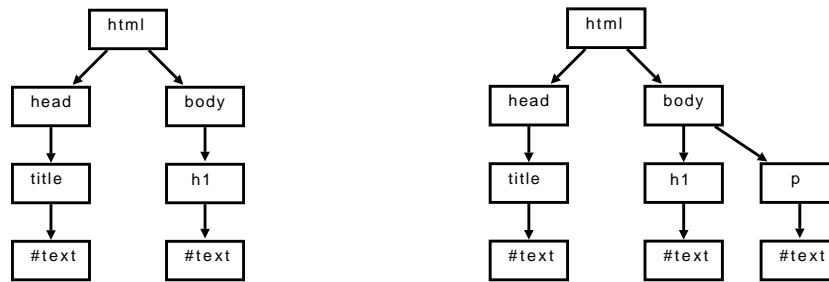 html html
head body head body
title h1 title h1 p
#text #text #text #text #text